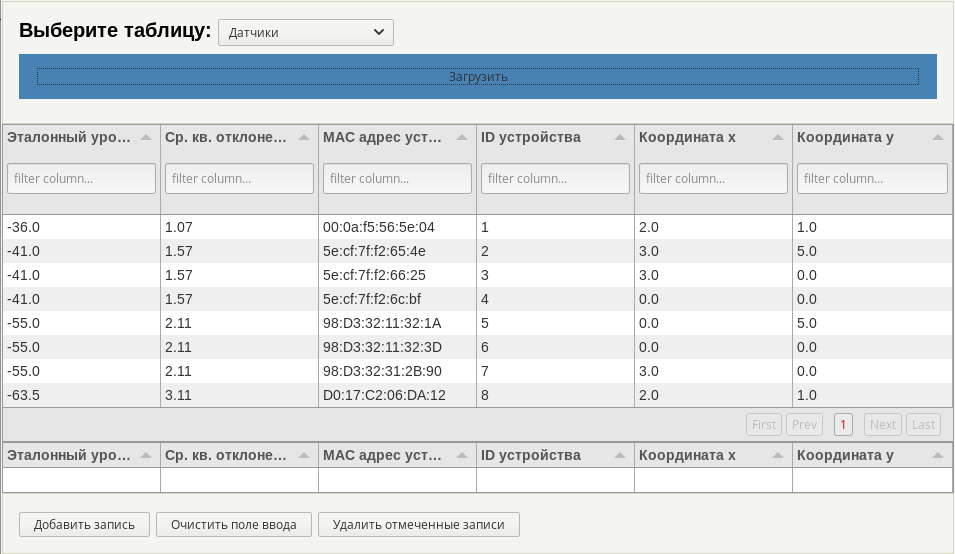 Выберите таблицу: Датчики
Загрузить
Эталонный уро... Ср. кв. отклоне... MAC адрес уст... ID устройства Координата x Координата y
filter column... filter column... filter column... filter column... filter column... filter column...
-36.0 1.07 00:0a:f5:56:5e:04 1 2.0 1.0
-41.0 1.57 5e:cf:7f:f2:65:4e 2 3.0 5.0
-41.0 1.57 5e:cf:7f:f2:66:25 3 3.0 0.0
-41.0 1.57 5e:cf:7f:f2:6c:bf 4 0.0 0.0
-55.0 2.11 98:D3:32:11:32:1A 5 0.0 5.0
-55.0 2.11 98:D3:32:11:32:3D 6 0.0 0.0
-55.0 2.11 98:D3:32:31:2B:90 7 3.0 0.0
-63.5 3.11 D0:17:C2:06:DA:12 8 2.0 1.0
First Prev 1 Next Last
Эталонный уро... Ср. кв. отклоне... MAC адрес уст... ID устройства Координата x Координата y
Добавить запись Очистить поле ввода Удалить отмеченные записи